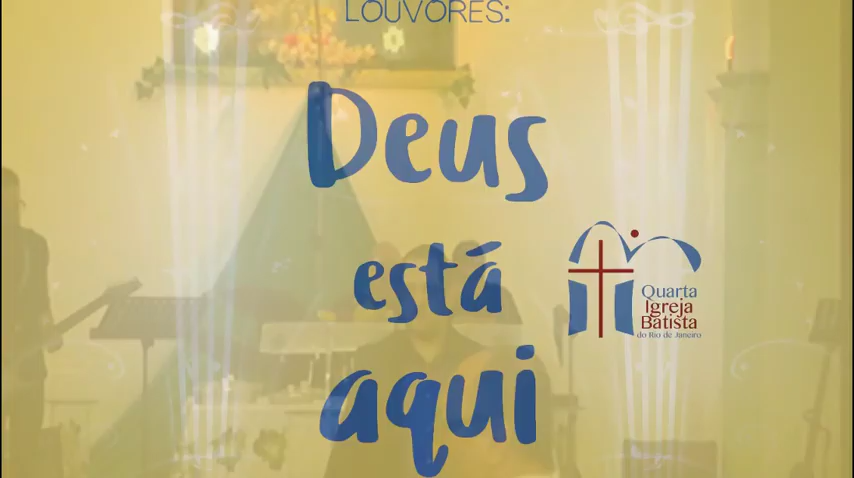 LOUVORES:
Deus
está
aqui
Quarta
Igreja
Batista
do Rio de Janeiro